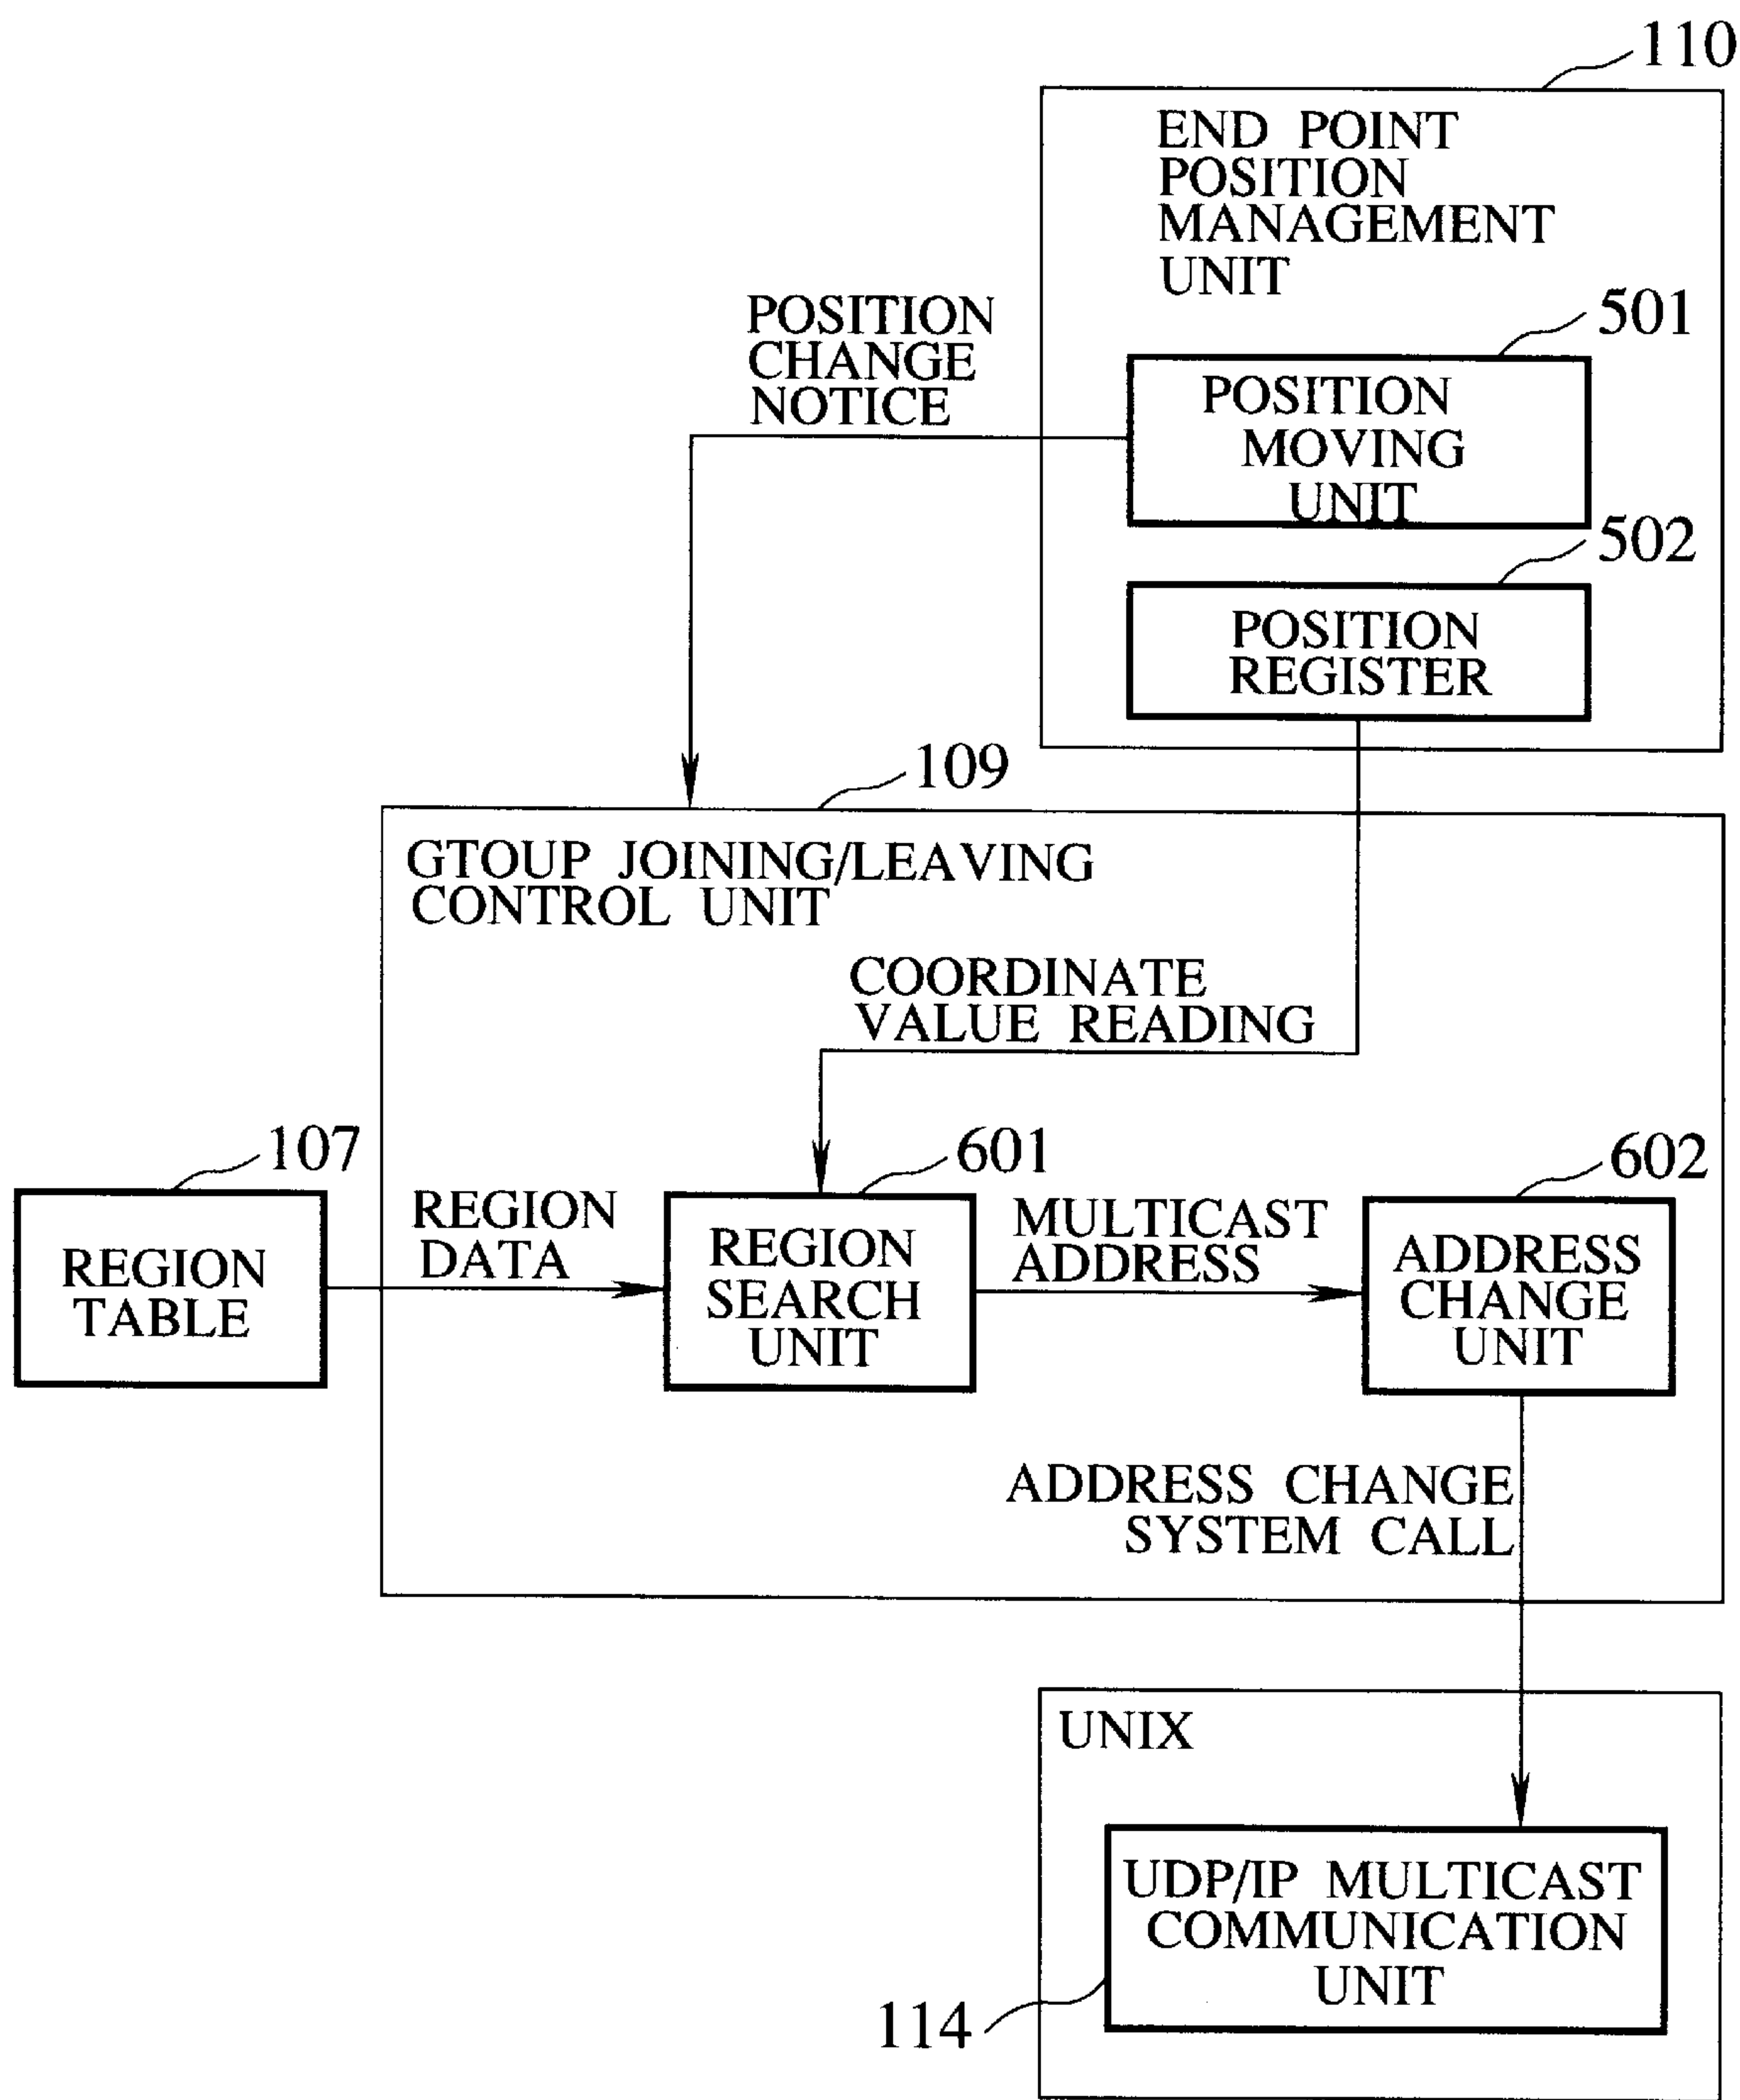 110
END POINT
POSITION
MANAGEMENT
UNIT
POSITION
CHANGE
NOTICE
501
POSITION
MOVING
UNIT
502
POSITION
REGISTER
109
GTOUP JOINING/LEAVING
CONTROL UNIT
COORDINATE
VALUE READING
107
REGION
TABLE
REGION
DATA
601
REGION
SEARCH
UNIT
MULTICAST
ADDRESS
602
ADDRESS
CHANGE
UNIT
ADDRESS CHANGE
SYSTEM CALL
UNIX
UDP/IP MULTICAST
COMMUNICATION
UNIT
114